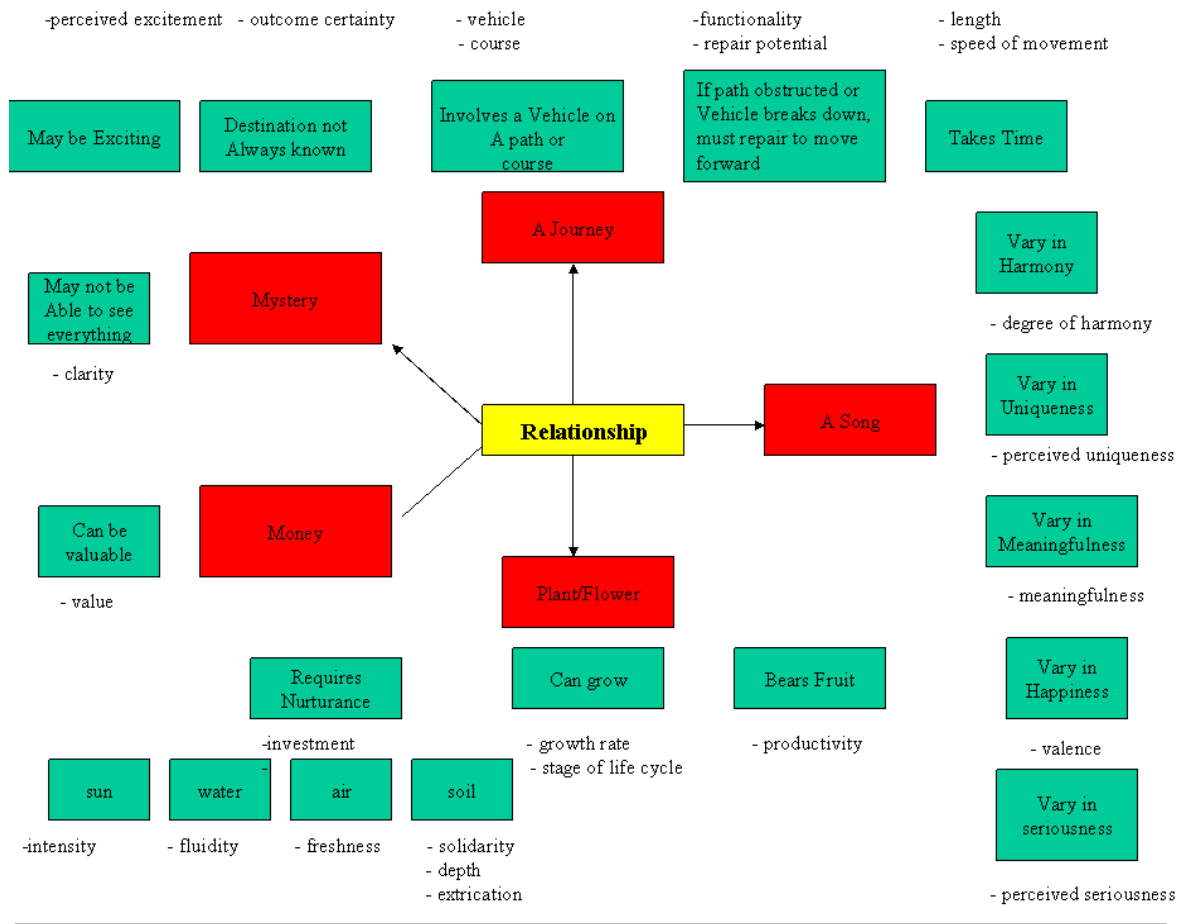 -perceived excitement
- outcome certainty
- vehicle
- course
-functionality
- repair potential
- length
- speed of movement
May be Exciting
Destination not
Always known
Involves a Vehicle on
A path or
course
If path obstructed or
Vehicle breaks down,
must repair to move
forward
Takes Time
A Journey
Vary in
Harmony
- degree of harmony
May not be
Able to see
everything
- clarity
Mystery
Relationship
A Song
Vary in
Uniqueness
- perceived uniqueness
Can be
valuable
- value
Money
Plant/Flower
Vary in
Meaningfulness
- meaningfulness
Requires
Nurturance
-investment
-
Can grow
- growth rate
- stage of life cycle
Bears Fruit
- productivity
Vary in
Happiness
- valence
sun
-intensity
water
- fluidity
air
- freshness
soil
- solidarity
- depth
- extrication
Vary in
seriousness
- perceived seriousness